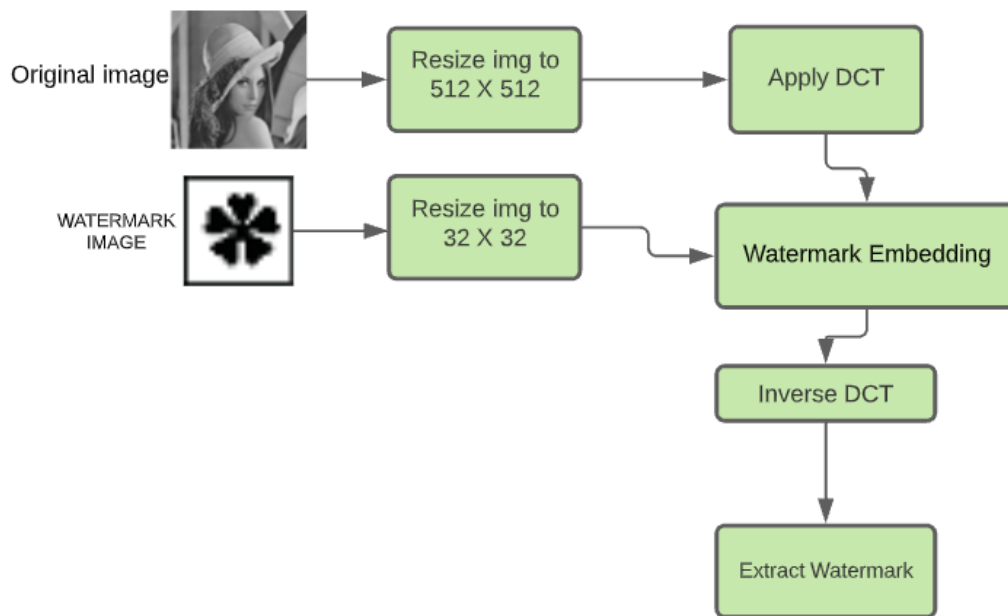 Original image
Resize img to
512 X 512
Apply DCT
WATERMARK
IMAGE
Resize img to
32 X 32
Watermark Embedding
Inverse DCT
Extract Watermark